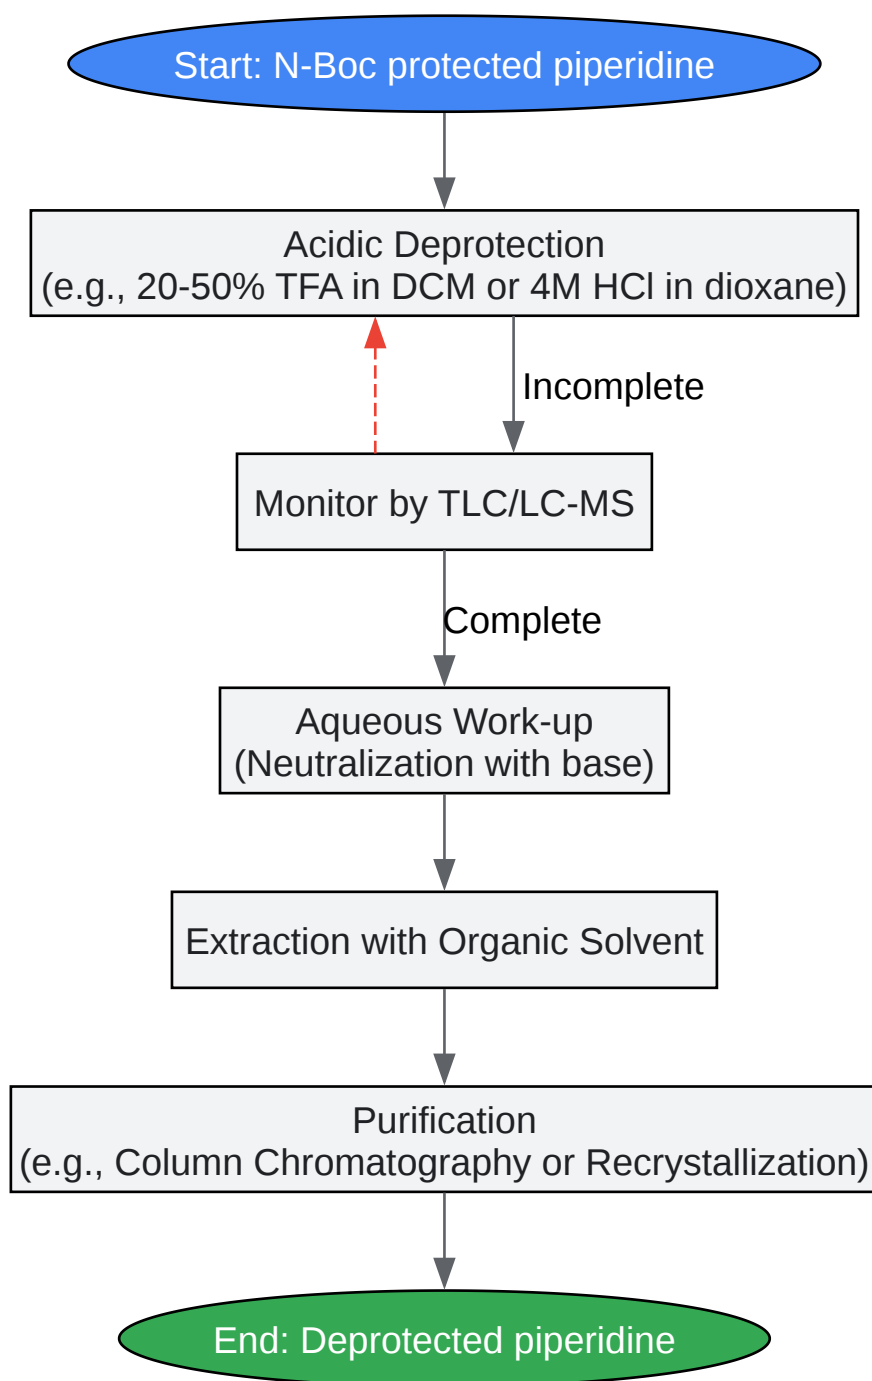 Start: N-Boc protected piperidine
Acidic Deprotection
(e.g., 20-50% TFA in DCM or 4M HCl in dioxane)
Incomplete
Monitor by TLC/LC-MS
Complete
Aqueous Work-up
(Neutralization with base)
Extraction with Organic Solvent
Purification
(e.g., Column Chromatography or Recrystallization)
End: Deprotected piperidine